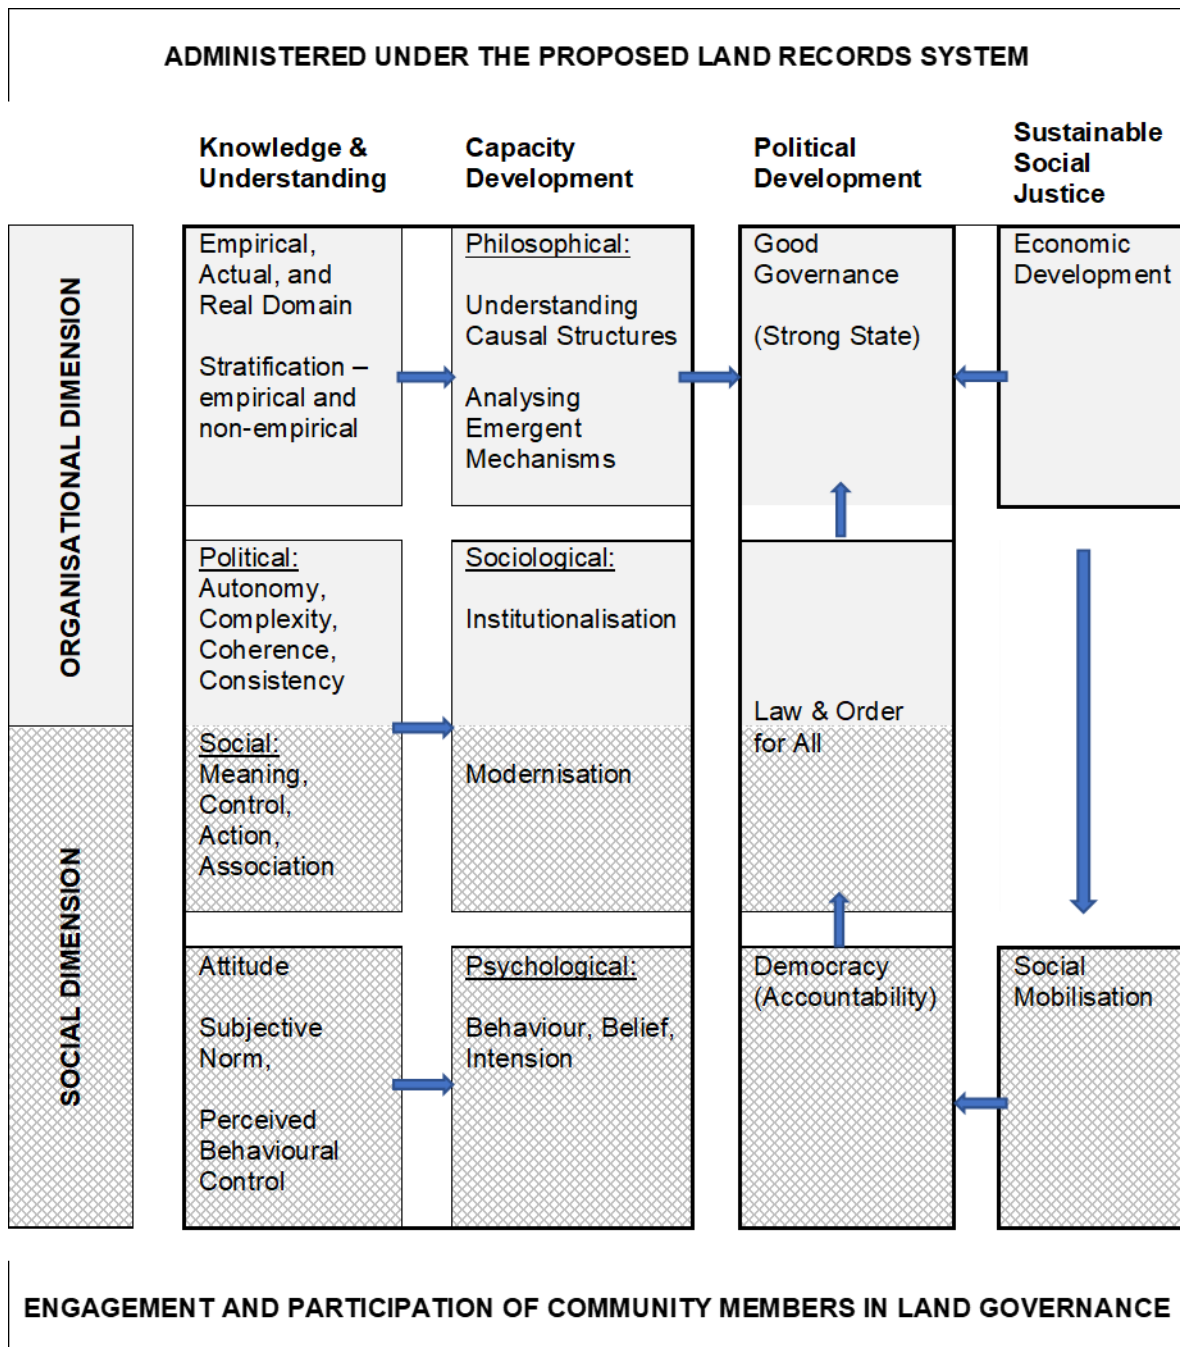 ADMINISTERED UNDER THE PROPOSED LAND RECORDS SYSTEM
Knowledge &
Understanding
Capacity
Development
Political
Development
Sustainable
Social
Justice
ORGANISATIONAL DIMENSION
SOCIAL DIMENSION
Empirical,
Actual, and
Real Domain
Stratification –
empirical and
non-empirical
Philosophical:
Understanding
Causal Structures
Analysing
Emergent
Mechanisms
Good
Governance
(Strong State)
Economic
Development
Political:
Autonomy,
Complexity,
Coherence,
Consistency
Social:
Meaning,
Control,
Action,
Association
Sociological:
Institutionalisation
Modernisation
Law & Order
for All
Attitude
Subjective
Norm,
Perceived
Behavioural
Control
Psychological:
Behaviour, Belief,
Intension
Democracy
(Accountability)
Social
Mobilisation
ENGAGEMENT AND PARTICIPATION OF COMMUNITY MEMBERS IN LAND GOVERNANCE